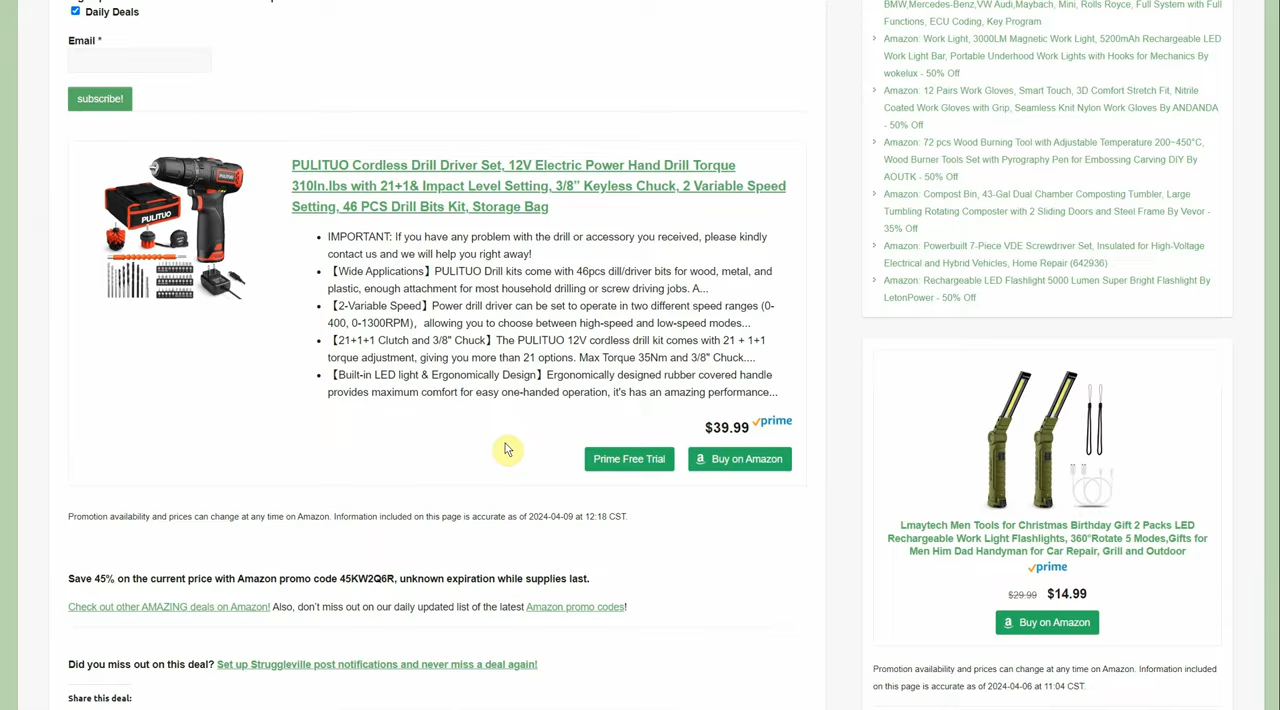 Daily Deals
Email *
subscribe!
PULITUO
PULITUO
PULITUO Cordless Drill Driver Set, 12V Electric Power Hand Drill Torque
310In.lbs with 21+1& Impact Level Setting, 3/8” Keyless Chuck, 2 Variable Speed
Setting, 46 PCS Drill Bits Kit, Storage Bag
IMPORTANT: If you have any problem with the drill or accessory you received, please kindly
contact us and we will help you right away!
【Wide Applications】PULITUO Drill kits come with 46pcs dill/driver bits for wood, metal, and
plastic, enough attachment for most household drilling or screw driving jobs. A...
【2-Variable Speed】Power drill driver can be set to operate in two different speed ranges (0-
400, 0-1300RPM)，allowing you to choose between high-speed and low-speed modes...
【21+1+1 Clutch and 3/8" Chuck】The PULITUO 12V cordless drill kit comes with 21 + 1+1
torque adjustment, giving you more than 21 options. Max Torque 35Nm and 3/8" Chuck....
【Built-in LED light & Ergonomically Design】Ergonomically designed rubber covered handle
provides maximum comfort for easy one-handed operation, it's has an amazing performance...
$39.99 prime
Prime Free Trial
Buy on Amazon
Promotion availability and prices can change at any time on Amazon. Information included on this page is accurate as of 2024-04-09 at 12:18 CST.
Save 45% on the current price with Amazon promo code 45KW2Q6R, unknown expiration while supplies last.
Check out other AMAZING deals on Amazon! Also, don’t miss out on our daily updated list of the latest Amazon promo codes!
Did you miss out on this deal? Set up Struggleville post notifications and never miss a deal again!
Share this deal:
BMW,Mercedes-Benz,VW Audi,Maybach, Mini, Rolls Royce, Full System with Full
Functions, ECU Coding, Key Program
Amazon: Work Light, 3000LM Magnetic Work Light, 5200mAh Rechargeable LED
Work Light Bar, Portable Underhood Work Lights with Hooks for Mechanics By
wokelux - 50% Off
Amazon: 12 Pairs Work Gloves, Smart Touch, 3D Comfort Stretch Fit, Nitrile
Coated Work Gloves with Grip, Seamless Knit Nylon Work Gloves By ANDANDA
- 50% Off
Amazon: 72 pcs Wood Burning Tool with Adjustable Temperature 200~450°C,
Wood Burner Tools Set with Pyrography Pen for Embossing Carving DIY By
AOUTK - 50% Off
Amazon: Compost Bin, 43-Gal Dual Chamber Composting Tumbler, Large
Tumbling Rotating Composter with 2 Sliding Doors and Steel Frame By Vevor -
35% Off
Amazon: Powerbuilt 7-Piece VDE Screwdriver Set, Insulated for High-Voltage
Electrical and Hybrid Vehicles, Home Repair (642936)
Amazon: Rechargeable LED Flashlight 5000 Lumen Super Bright Flashlight By
LetonPower - 50% Off
Lmaytech Men Tools for Christmas Birthday Gift 2 Packs LED
Rechargeable Work Light Flashlights, 360°Rotate 5 Modes,Gifts for
Men Him Dad Handyman for Car Repair, Grill and Outdoor
prime
$29.99 $14.99
Buy on Amazon
Promotion availability and prices can change at any time on Amazon. Information included
on this page is accurate as of 2024-04-06 at 11:04 CST.